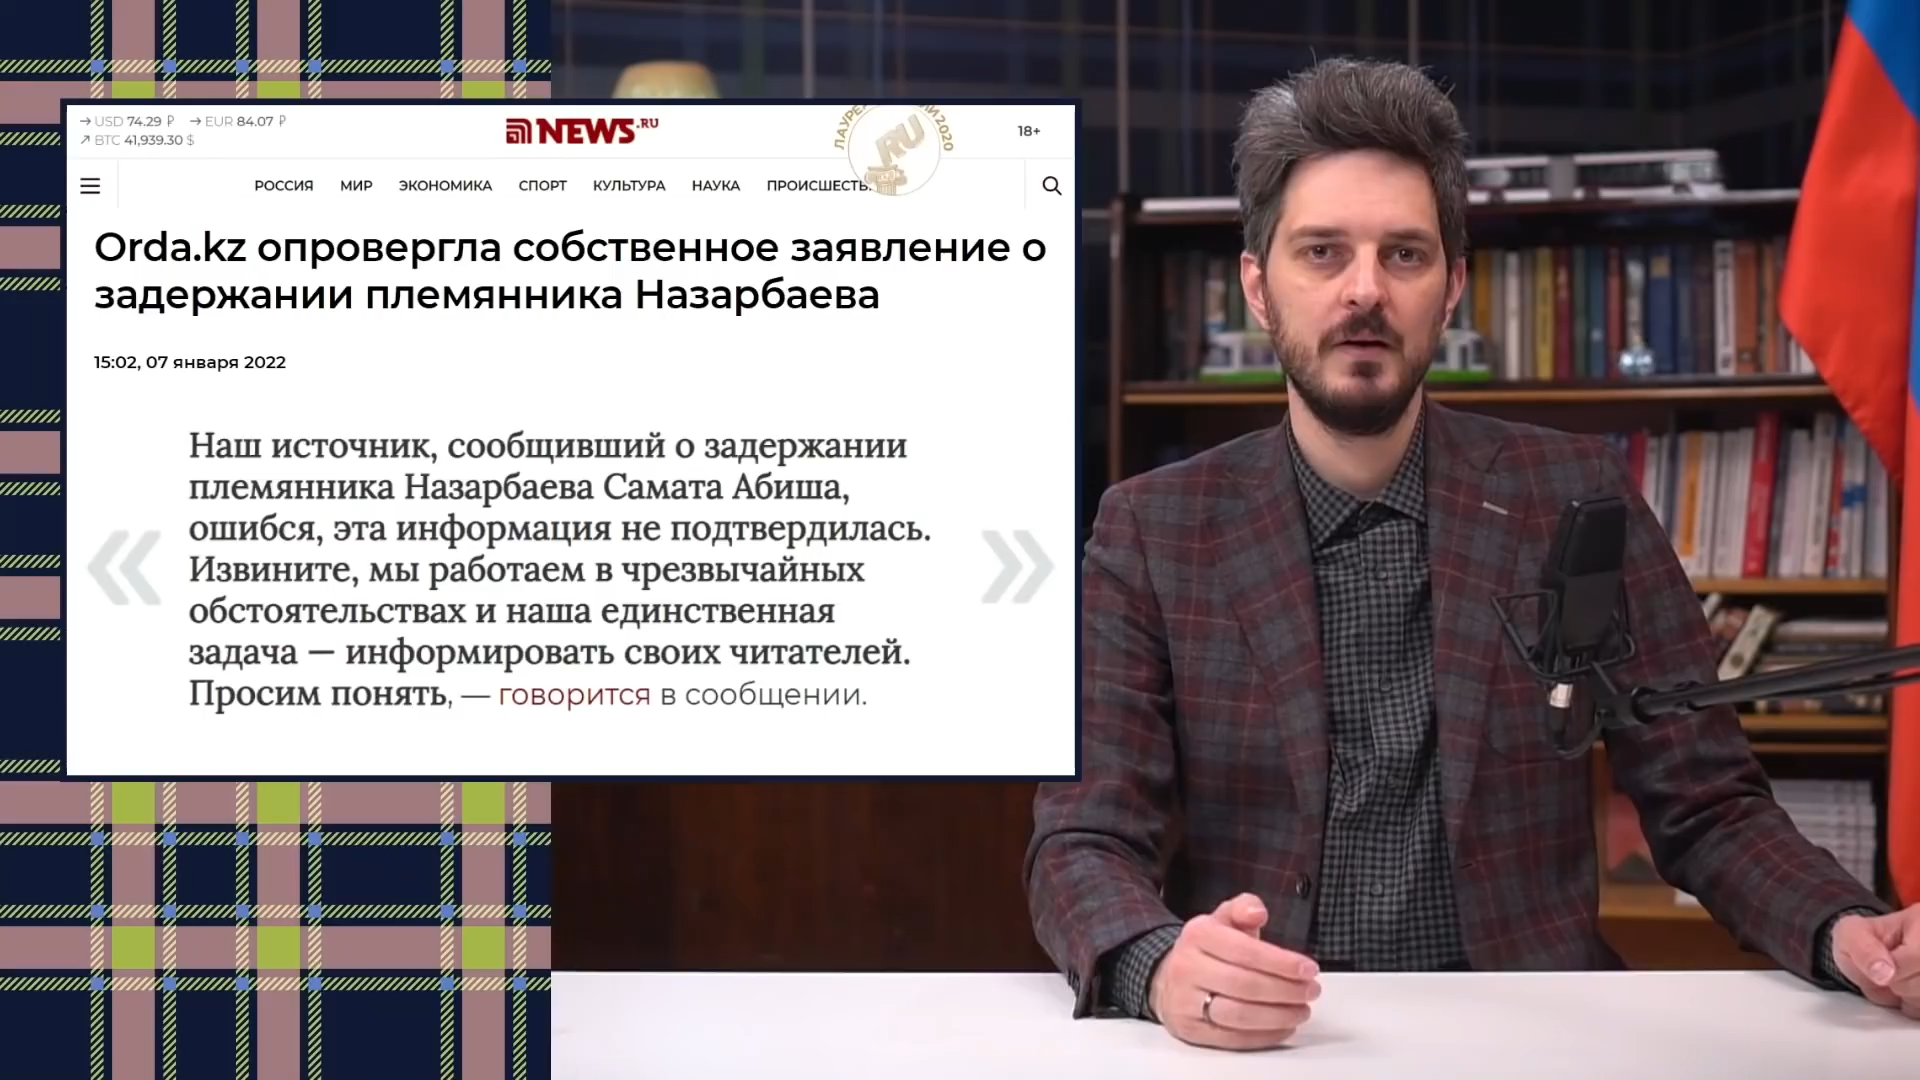 → USD 74.29 ₽ → EUR 84.07 ₽
↗ BTC 41,939.30 $
NEWS.RU
.RU
18+
РОССИЯ МИР ЭКОНОМИКА СПОРТ КУЛЬТУРА НАУКА
Orda.kz опровергла собственное заявление о
задержании племянника Назарбаева
15:02, 07 января 2022
« Наш источник, сообщивший о задержании
племянника Назарбаева Самата Абиша,
ошибся, эта информация не подтвердилась.
Извините, мы работаем в чрезвычайных
обстоятельствах и наша единственная
задача — информировать своих читателей.
Просим понять, — говорится в сообщении. »